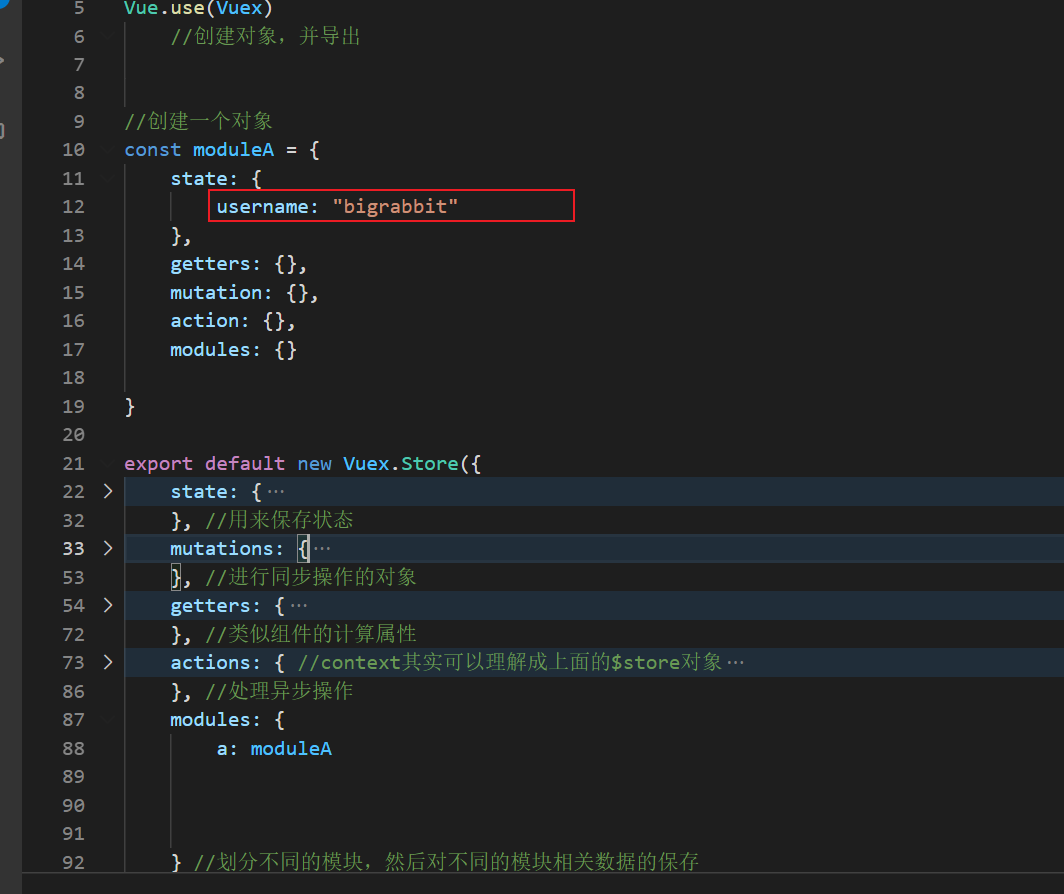 5 Vue.use(Vuex)
6 //创建对象，并导出
7
8
9 //创建一个对象
10 const moduleA = {
11 state: {
12 username: "bigrabbit"
13 },
14 getters: {},
15 mutation: {},
16 action: {},
17 modules: {}
18
19 }
20
21 export default new Vuex.Store({
22 state: {···
32 }, //用来保存状态
33 mutations: {···
53 }, //进行同步操作的对象
54 getters: {···
72 }, //类似组件的计算属性
73 actions: { //context其实可以理解成上面的$store对象···
86 }, //处理异步操作
87 modules: {
88 a: moduleA
89
90
91
92 } //划分不同的模块，然后对不同的模块相关数据的保存